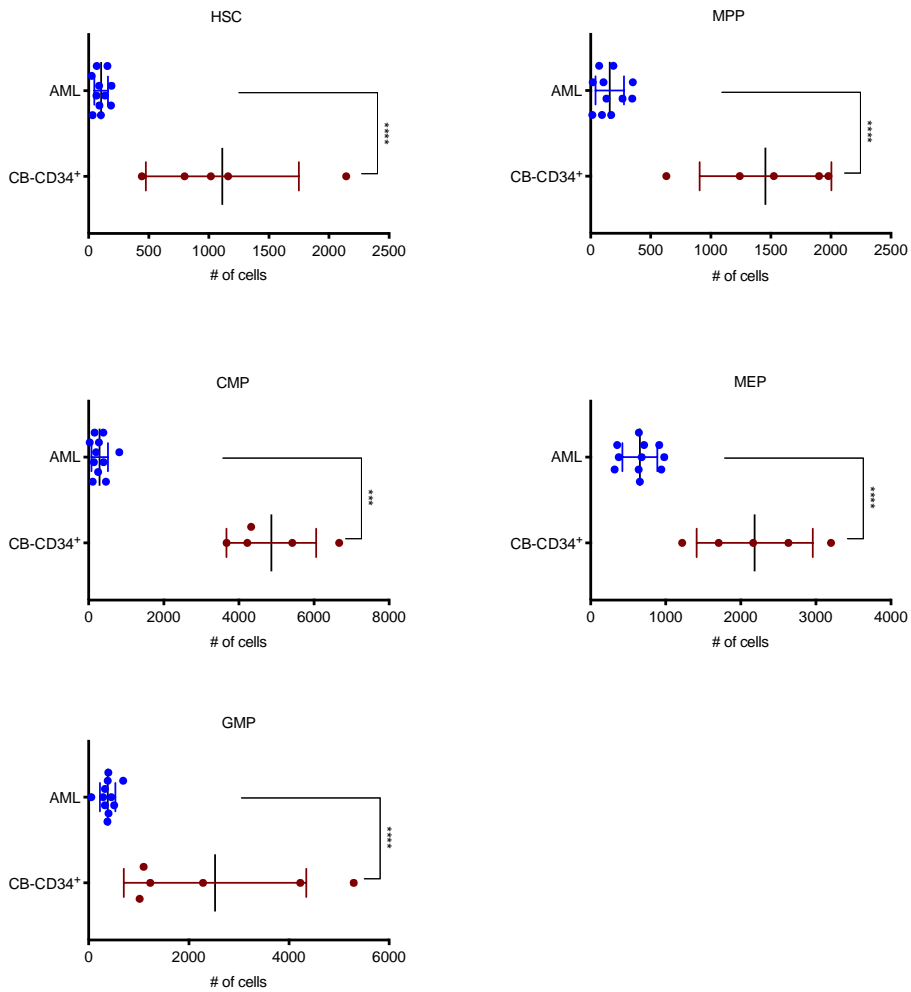 HSC
AML
CB-CD34⁺
****
0 500 1000 1500 2000 2500
# of cells
MPP
AML
CB-CD34⁺
****
0 500 1000 1500 2000 2500
# of cells
CMP
AML
CB-CD34⁺
***
0 2000 4000 6000 8000
# of cells
MEP
AML
CB-CD34⁺
****
0 1000 2000 3000 4000
# of cells
GMP
AML
CB-CD34⁺
****
0 2000 4000 6000
# of cells